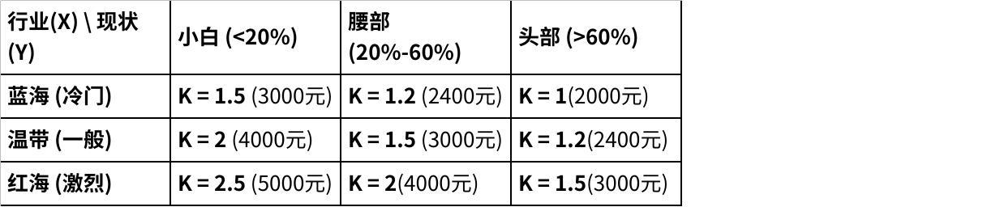 行业(X) \ 现状(Y) 小白 (<20%) 腰部(20%-60%) 头部 (>60%)
蓝海 (冷门) K = 1.5 (3000元) K = 1.2 (2400元) K = 1(2000元)
温带 (一般) K = 2 (4000元) K = 1.5 (3000元) K = 1.2(2400元)
红海 (激烈) K = 2.5 (5000元) K = 2(4000元) K = 1.5(3000元)